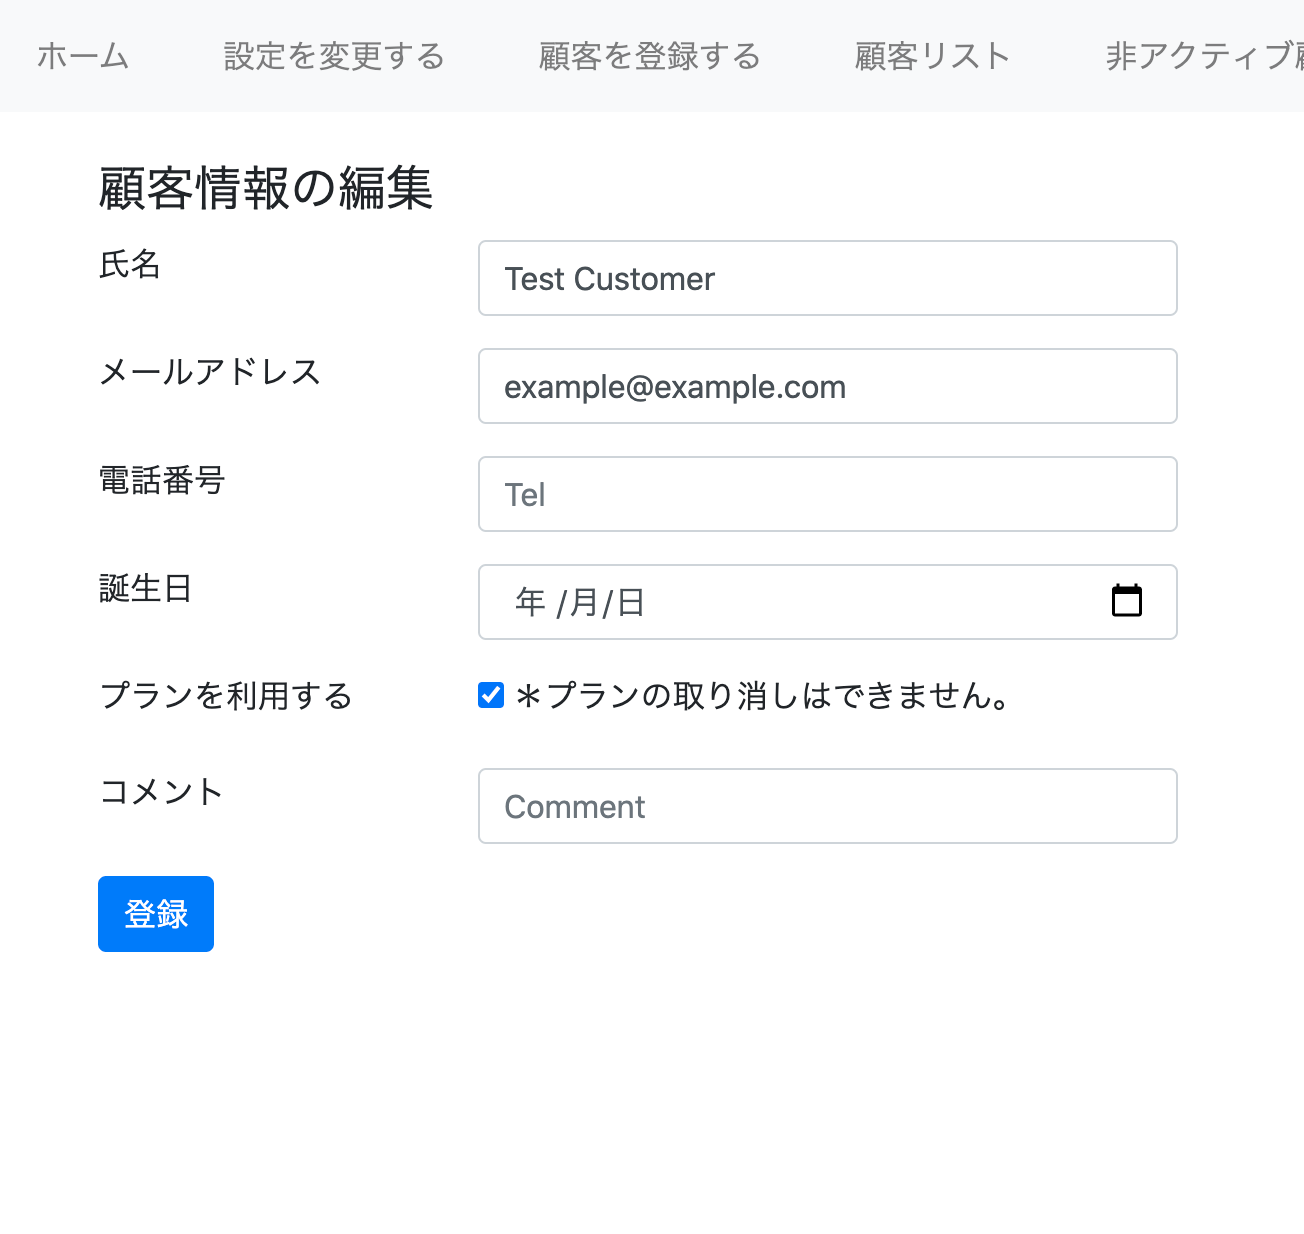 ホーム 設定を変更する 顧客を登録する 顧客リスト 非アクティブ
顧客情報の編集
氏名 Test Customer
メールアドレス example@example.com
電話番号 Tel
誕生日 年 /月/日
プランを利用する ＊プランの取り消しはできません。
コメント Comment
登録